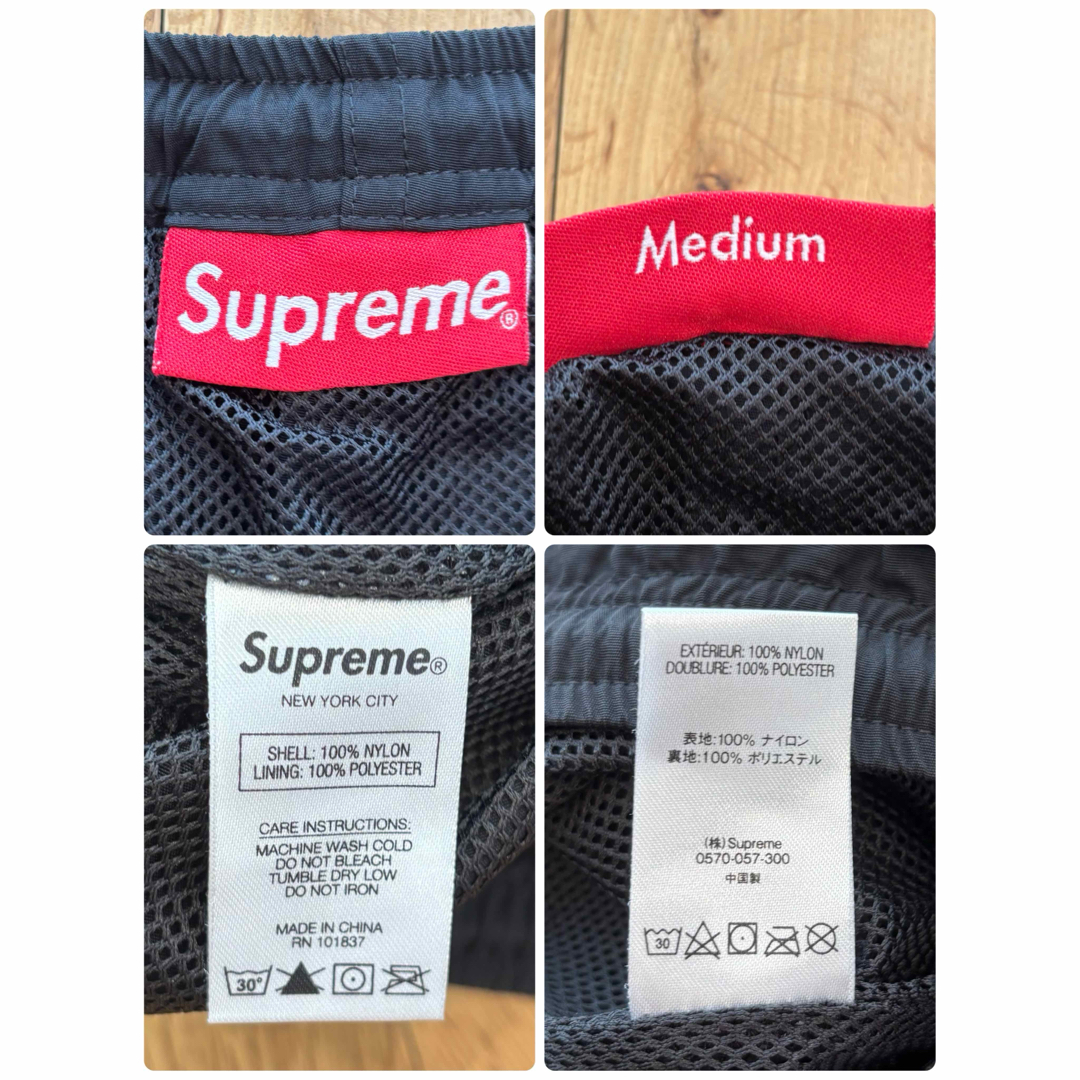 Supreme®
Medium
Supreme®
NEW YORK CITY
SHELL: 100% NYLON
LINING: 100% POLYESTER
CARE INSTRUCTIONS:
MACHINE WASH COLD
DO NOT BLEACH
TUMBLE DRY LOW
DO NOT IRON
MADE IN CHINA
RN 101837
30°
EXTÉRIEUR: 100% NYLON
DOUBLURE: 100% POLYESTER
表地:100% ナイロン
裏地:100% ポリエステル
(株)Supreme
0570-057-300
中国製
30